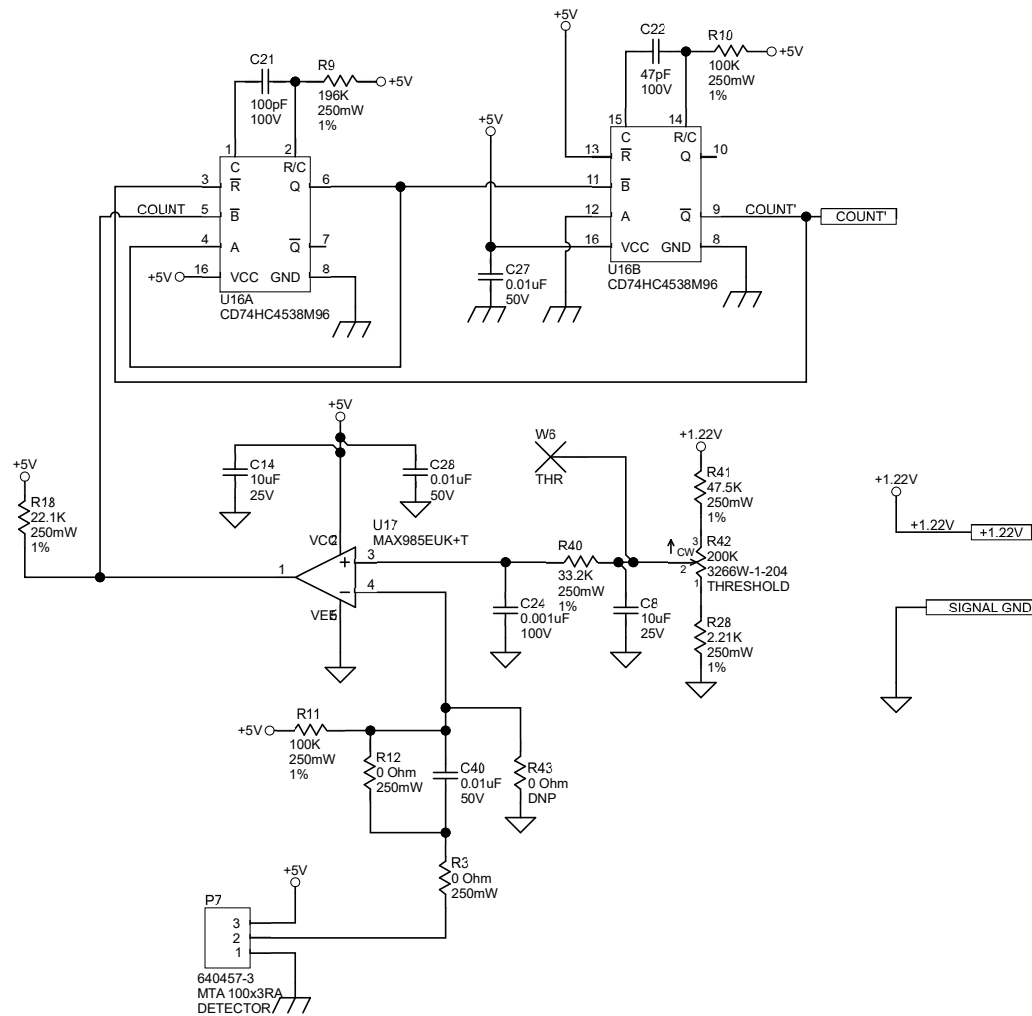 +5V
C22
47pF
100V
R10
100K
250mW
1%
+5V
C21
100pF
100V
R9
196K
250mW
1%
+5V
+5V
15
14
C
R/C
13
R
Q
10
11
B
12
A
Q
9
COUNT'
COUNT'
16
VCC
GND
8
U16B
CD74HC4538M96
1
2
C
R/C
3
R
Q
6
COUNT
5
B
4
A
Q
7
+5V
16
VCC
GND
8
U16A
CD74HC4538M96
C27
0.01uF
50V
+5V
C14
10uF
25V
C28
0.01uF
50V
W6
THR
+1.22V
R41
47.5K
250mW
1%
+1.22V
+1.22V
+1.22V
+5V
R18
22.1K
250mW
1%
U17
MAX985EUK+T
VCC
2
+
3
−
4
1
VEE
5
R40
33.2K
250mW
1%
CW
3
2
1
R42
200K
3266W-1-204
THRESHOLD
C24
0.001uF
100V
C8
10uF
25V
R28
2.21K
250mW
1%
SIGNAL GND
+5V
R11
100K
250mW
1%
R12
0 Ohm
250mW
C40
0.01uF
50V
R43
0 Ohm
DNP
R3
0 Ohm
250mW
+5V
P7
3
2
1
640457-3
MTA 100x3RA
DETECTOR